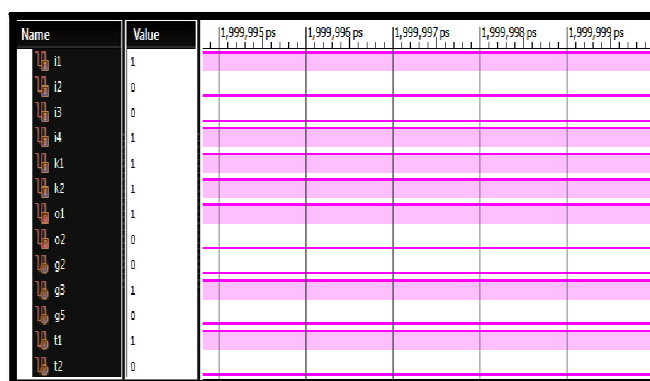 Name Value 1,999,995 ps 1,999,996 ps 1,999,997 ps 1,999,998 ps 1,999,999 ps
i1 1
i2 0
i3 0
i4 1
k1 1
k2 1
o1 1
o2 0
g2 0
g3 1
g5 0
t1 1
t2 0